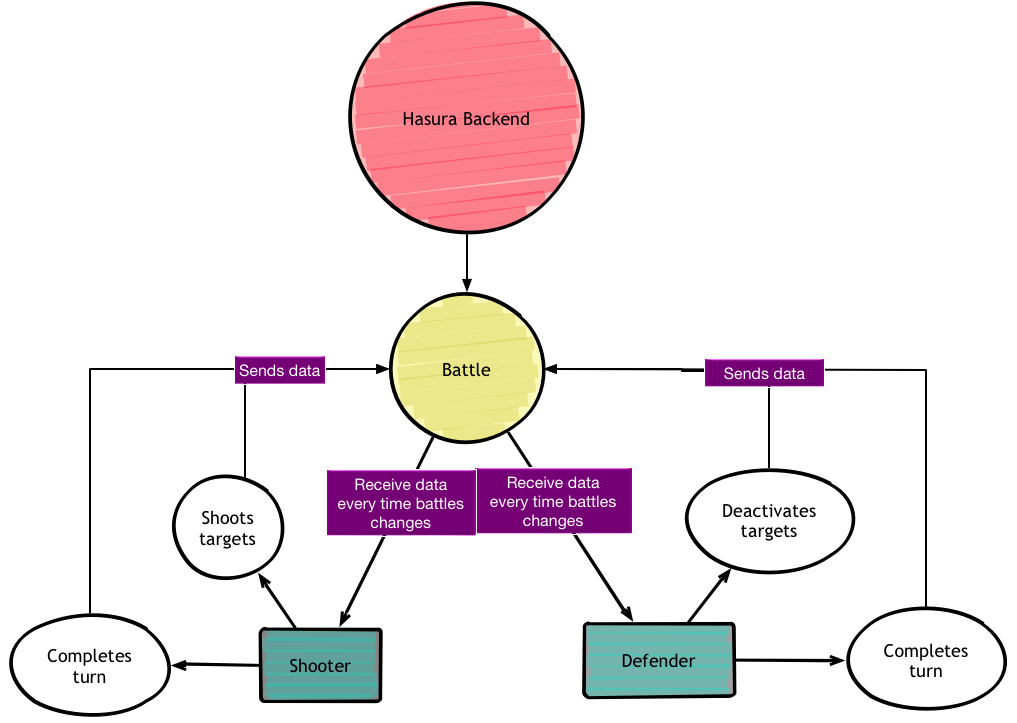 Hasura Backend
Battle
Sends data
Sends data
Receive data
every time battles
changes
Receive data
every time battles
changes
Shoots
targets
Deactivates
targets
Completes
turn
Shooter
Defender
Completes
turn